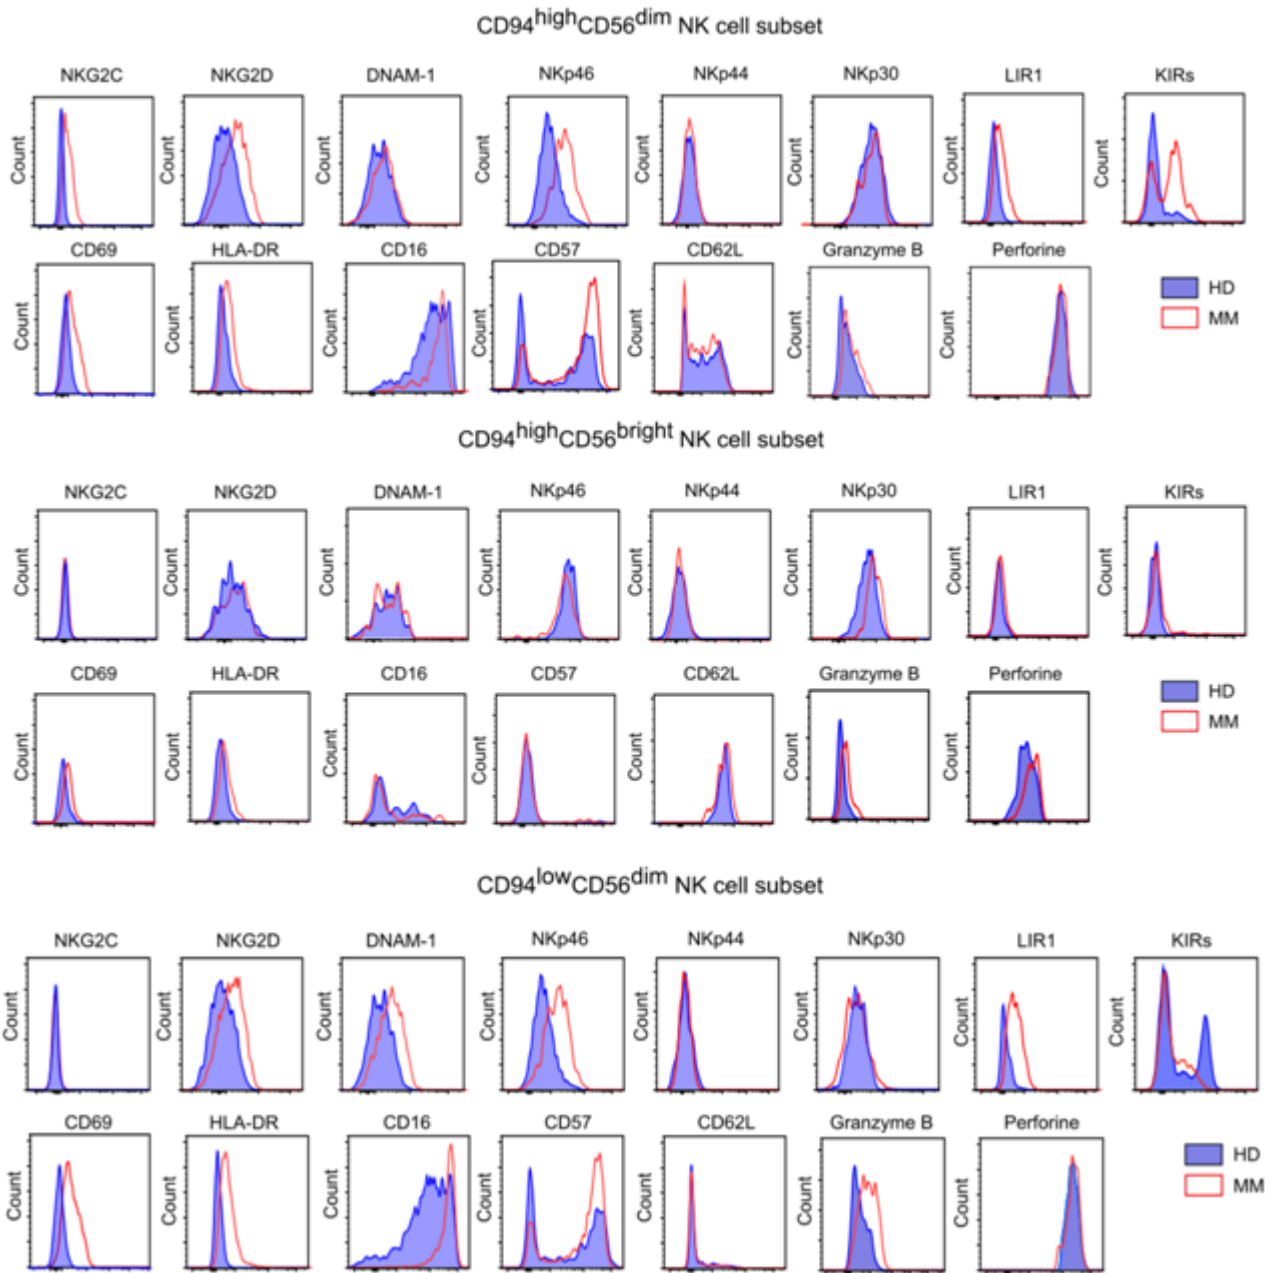 CD94highCD56dim NK cell subset
NKG2C NKG2D DNAM-1 NKp46 NKp44 NKp30 LIR1 KIRs
Count Count Count Count Count Count Count Count
CD69 HLA-DR CD16 CD57 CD62L Granzyme B Perforine
Count Count Count Count Count Count Count
HD
MM
CD94highCD56bright NK cell subset
NKG2C NKG2D DNAM-1 NKp46 NKp44 NKp30 LIR1 KIRs
Count Count Count Count Count Count Count Count
CD69 HLA-DR CD16 CD57 CD62L Granzyme B Perforine
Count Count Count Count Count Count Count
HD
MM
CD94lowCD56dim NK cell subset
NKG2C NKG2D DNAM-1 NKp46 NKp44 NKp30 LIR1 KIRs
Count Count Count Count Count Count Count Count
CD69 HLA-DR CD16 CD57 CD62L Granzyme B Perforine
Count Count Count Count Count Count Count
HD
MM